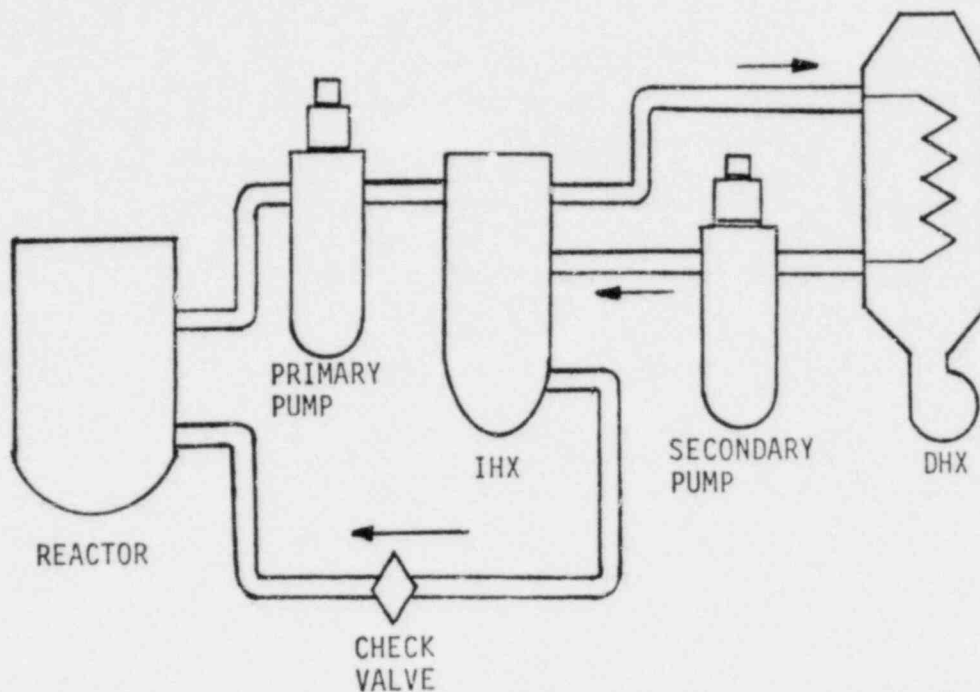 PRIMARY
PUMP
IHX
SECONDARY
PUMP
DHX
REACTOR
CHECK
VALVE